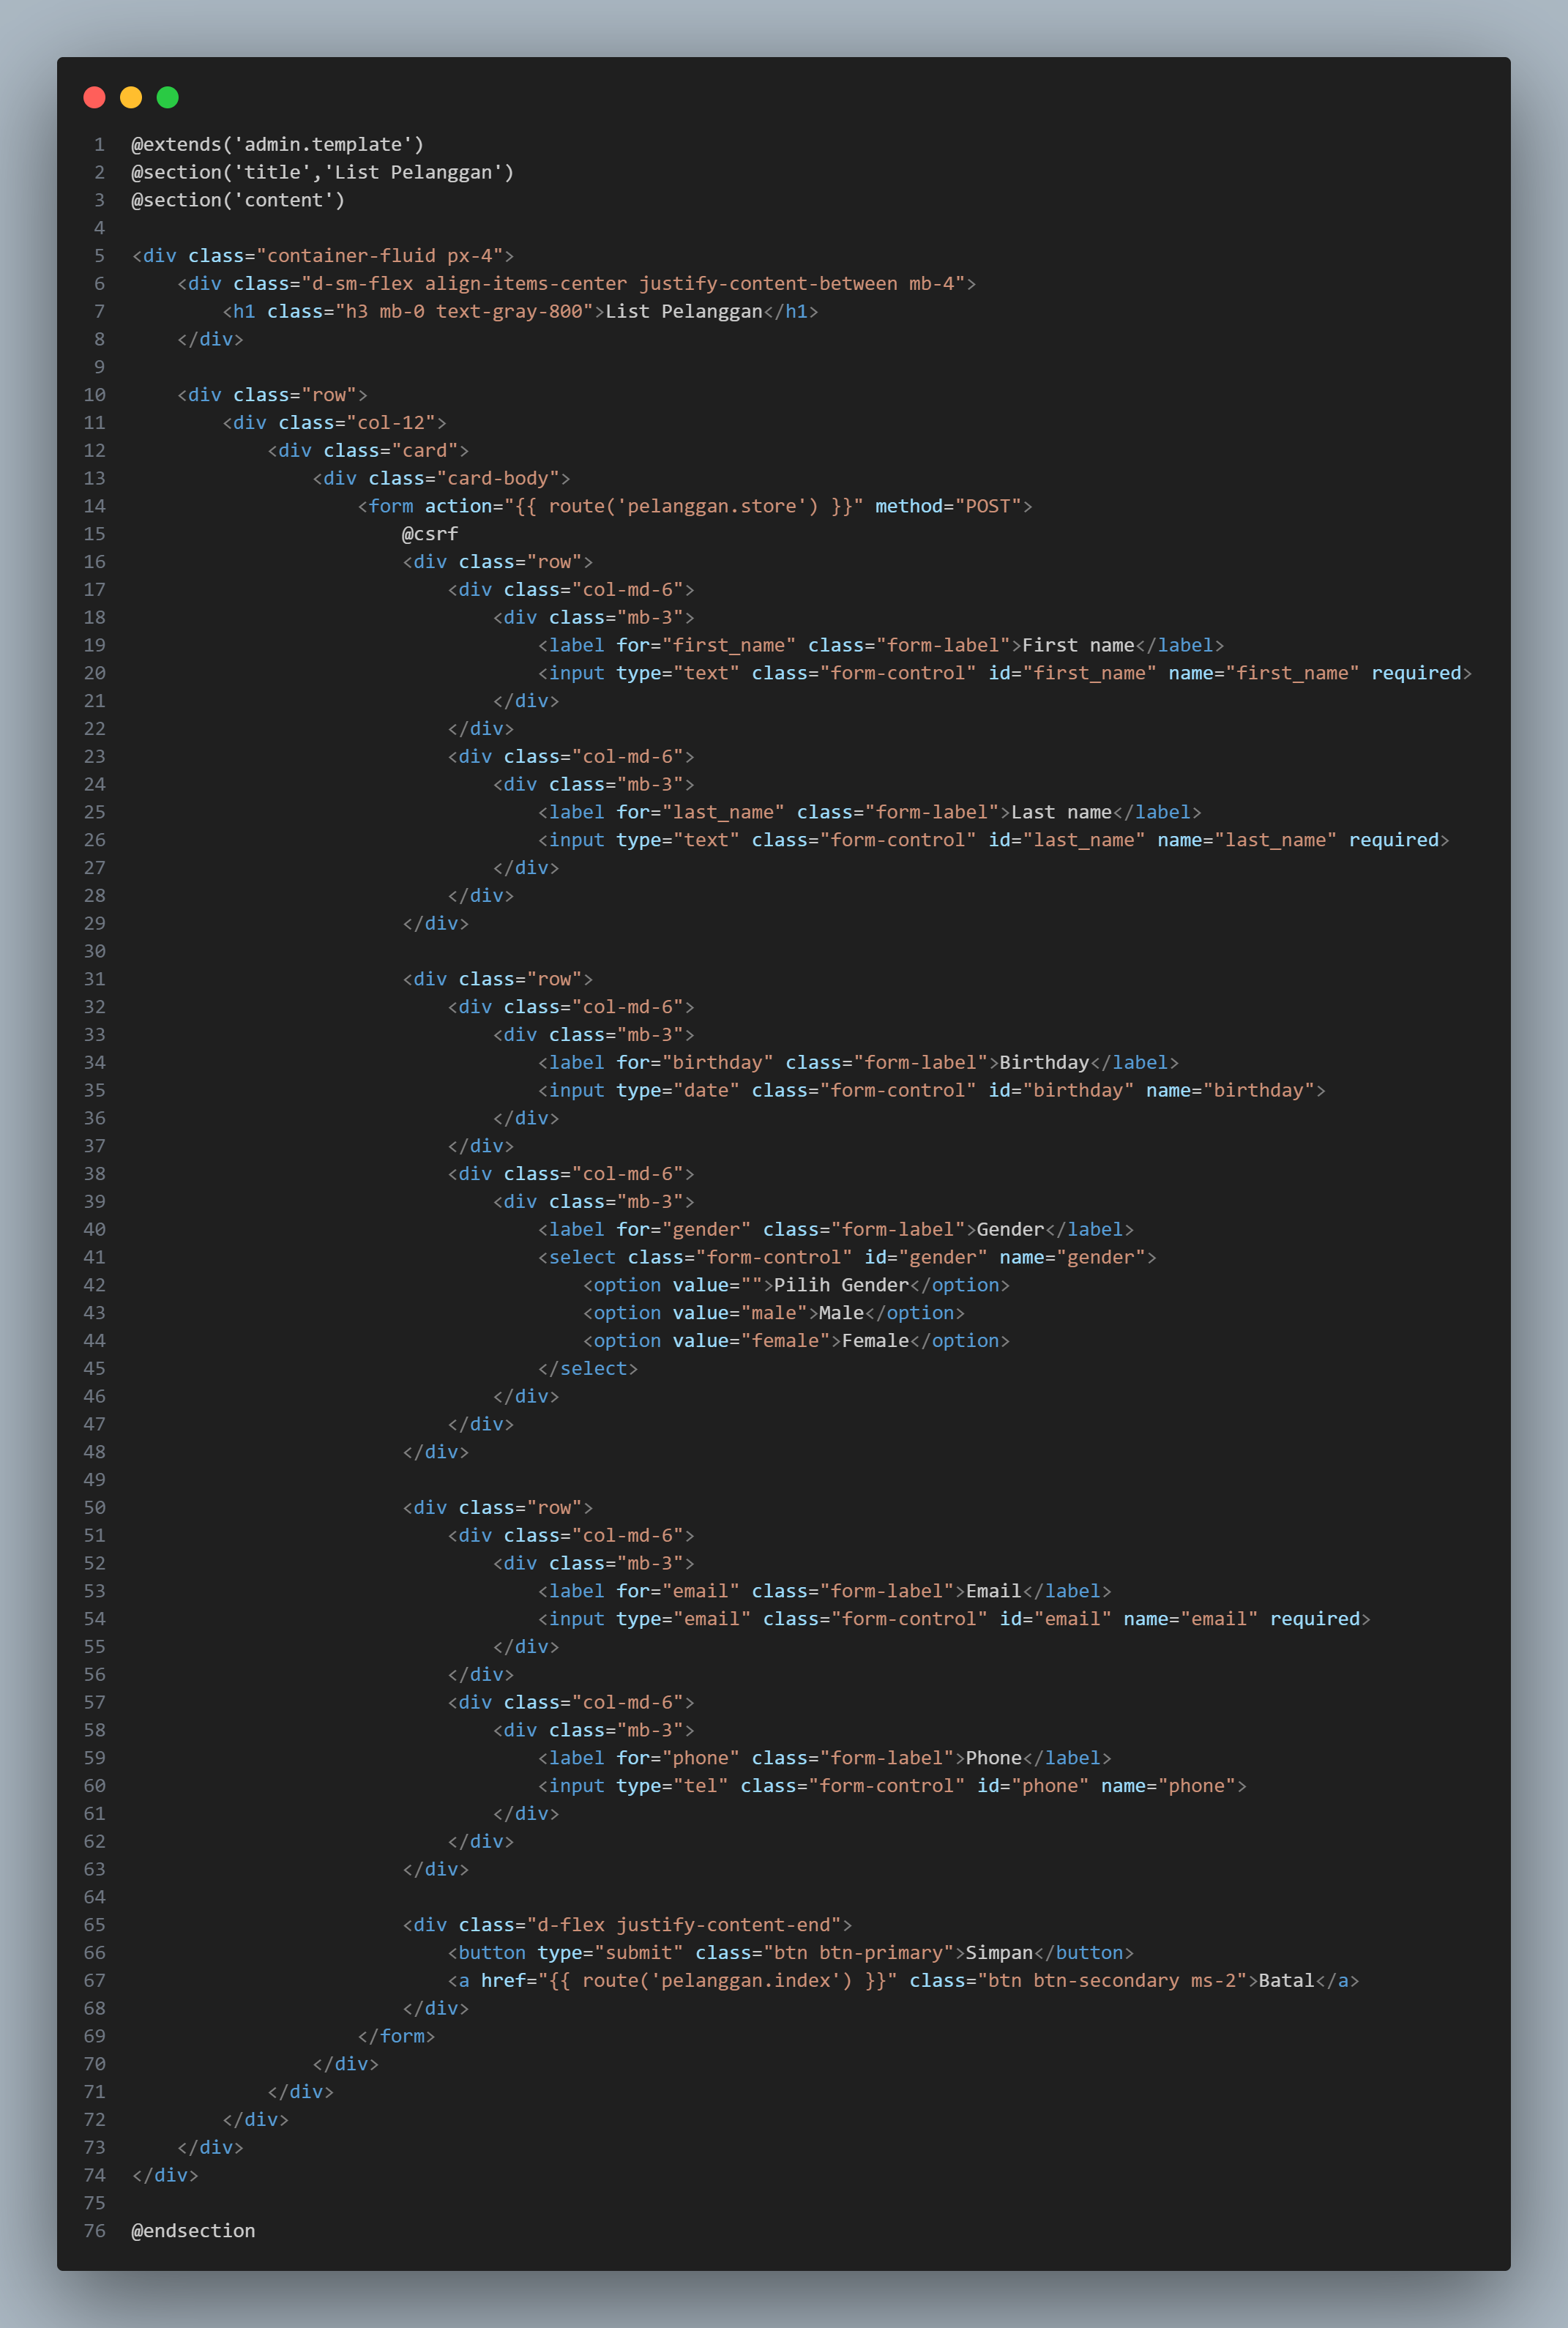 1 @extends('admin.template')
2 @section('title','List Pelanggan')
3 @section('content')
4
5 <div class="container-fluid px-4">
6     <div class="d-sm-flex align-items-center justify-content-between mb-4">
7         <h1 class="h3 mb-0 text-gray-800">List Pelanggan</h1>
8     </div>
9
10     <div class="row">
11         <div class="col-12">
12             <div class="card">
13                 <div class="card-body">
14                     <form action="{{ route('pelanggan.store') }}" method="POST">
15                         @csrf
16                         <div class="row">
17                             <div class="col-md-6">
18                                 <div class="mb-3">
19                                     <label for="first_name" class="form-label">First name</label>
20                                     <input type="text" class="form-control" id="first_name" name="first_name" required>
21                                 </div>
22                             </div>
23                             <div class="col-md-6">
24                                 <div class="mb-3">
25                                     <label for="last_name" class="form-label">Last name</label>
26                                     <input type="text" class="form-control" id="last_name" name="last_name" required>
27                                 </div>
28                             </div>
29                         </div>
30
31                         <div class="row">
32                             <div class="col-md-6">
33                                 <div class="mb-3">
34                                     <label for="birthday" class="form-label">Birthday</label>
35                                     <input type="date" class="form-control" id="birthday" name="birthday">
36                                 </div>
37                             </div>
38                             <div class="col-md-6">
39                                 <div class="mb-3">
40                                     <label for="gender" class="form-label">Gender</label>
41                                     <select class="form-control" id="gender" name="gender">
42                                         <option value="">Pilih Gender</option>
43                                         <option value="male">Male</option>
44                                         <option value="female">Female</option>
45                                     </select>
46                                 </div>
47                             </div>
48                         </div>
49
50                         <div class="row">
51                             <div class="col-md-6">
52                                 <div class="mb-3">
53                                     <label for="email" class="form-label">Email</label>
54                                     <input type="email" class="form-control" id="email" name="email" required>
55                                 </div>
56                             </div>
57                             <div class="col-md-6">
58                                 <div class="mb-3">
59                                     <label for="phone" class="form-label">Phone</label>
60                                     <input type="tel" class="form-control" id="phone" name="phone">
61                                 </div>
62                             </div>
63                         </div>
64
65                         <div class="d-flex justify-content-end">
66                             <button type="submit" class="btn btn-primary">Simpan</button>
67                             <a href="{{ route('pelanggan.index') }}" class="btn btn-secondary ms-2">Batal</a>
68                         </div>
69                     </form>
70                 </div>
71             </div>
72         </div>
73     </div>
74 </div>
75
76 @endsection